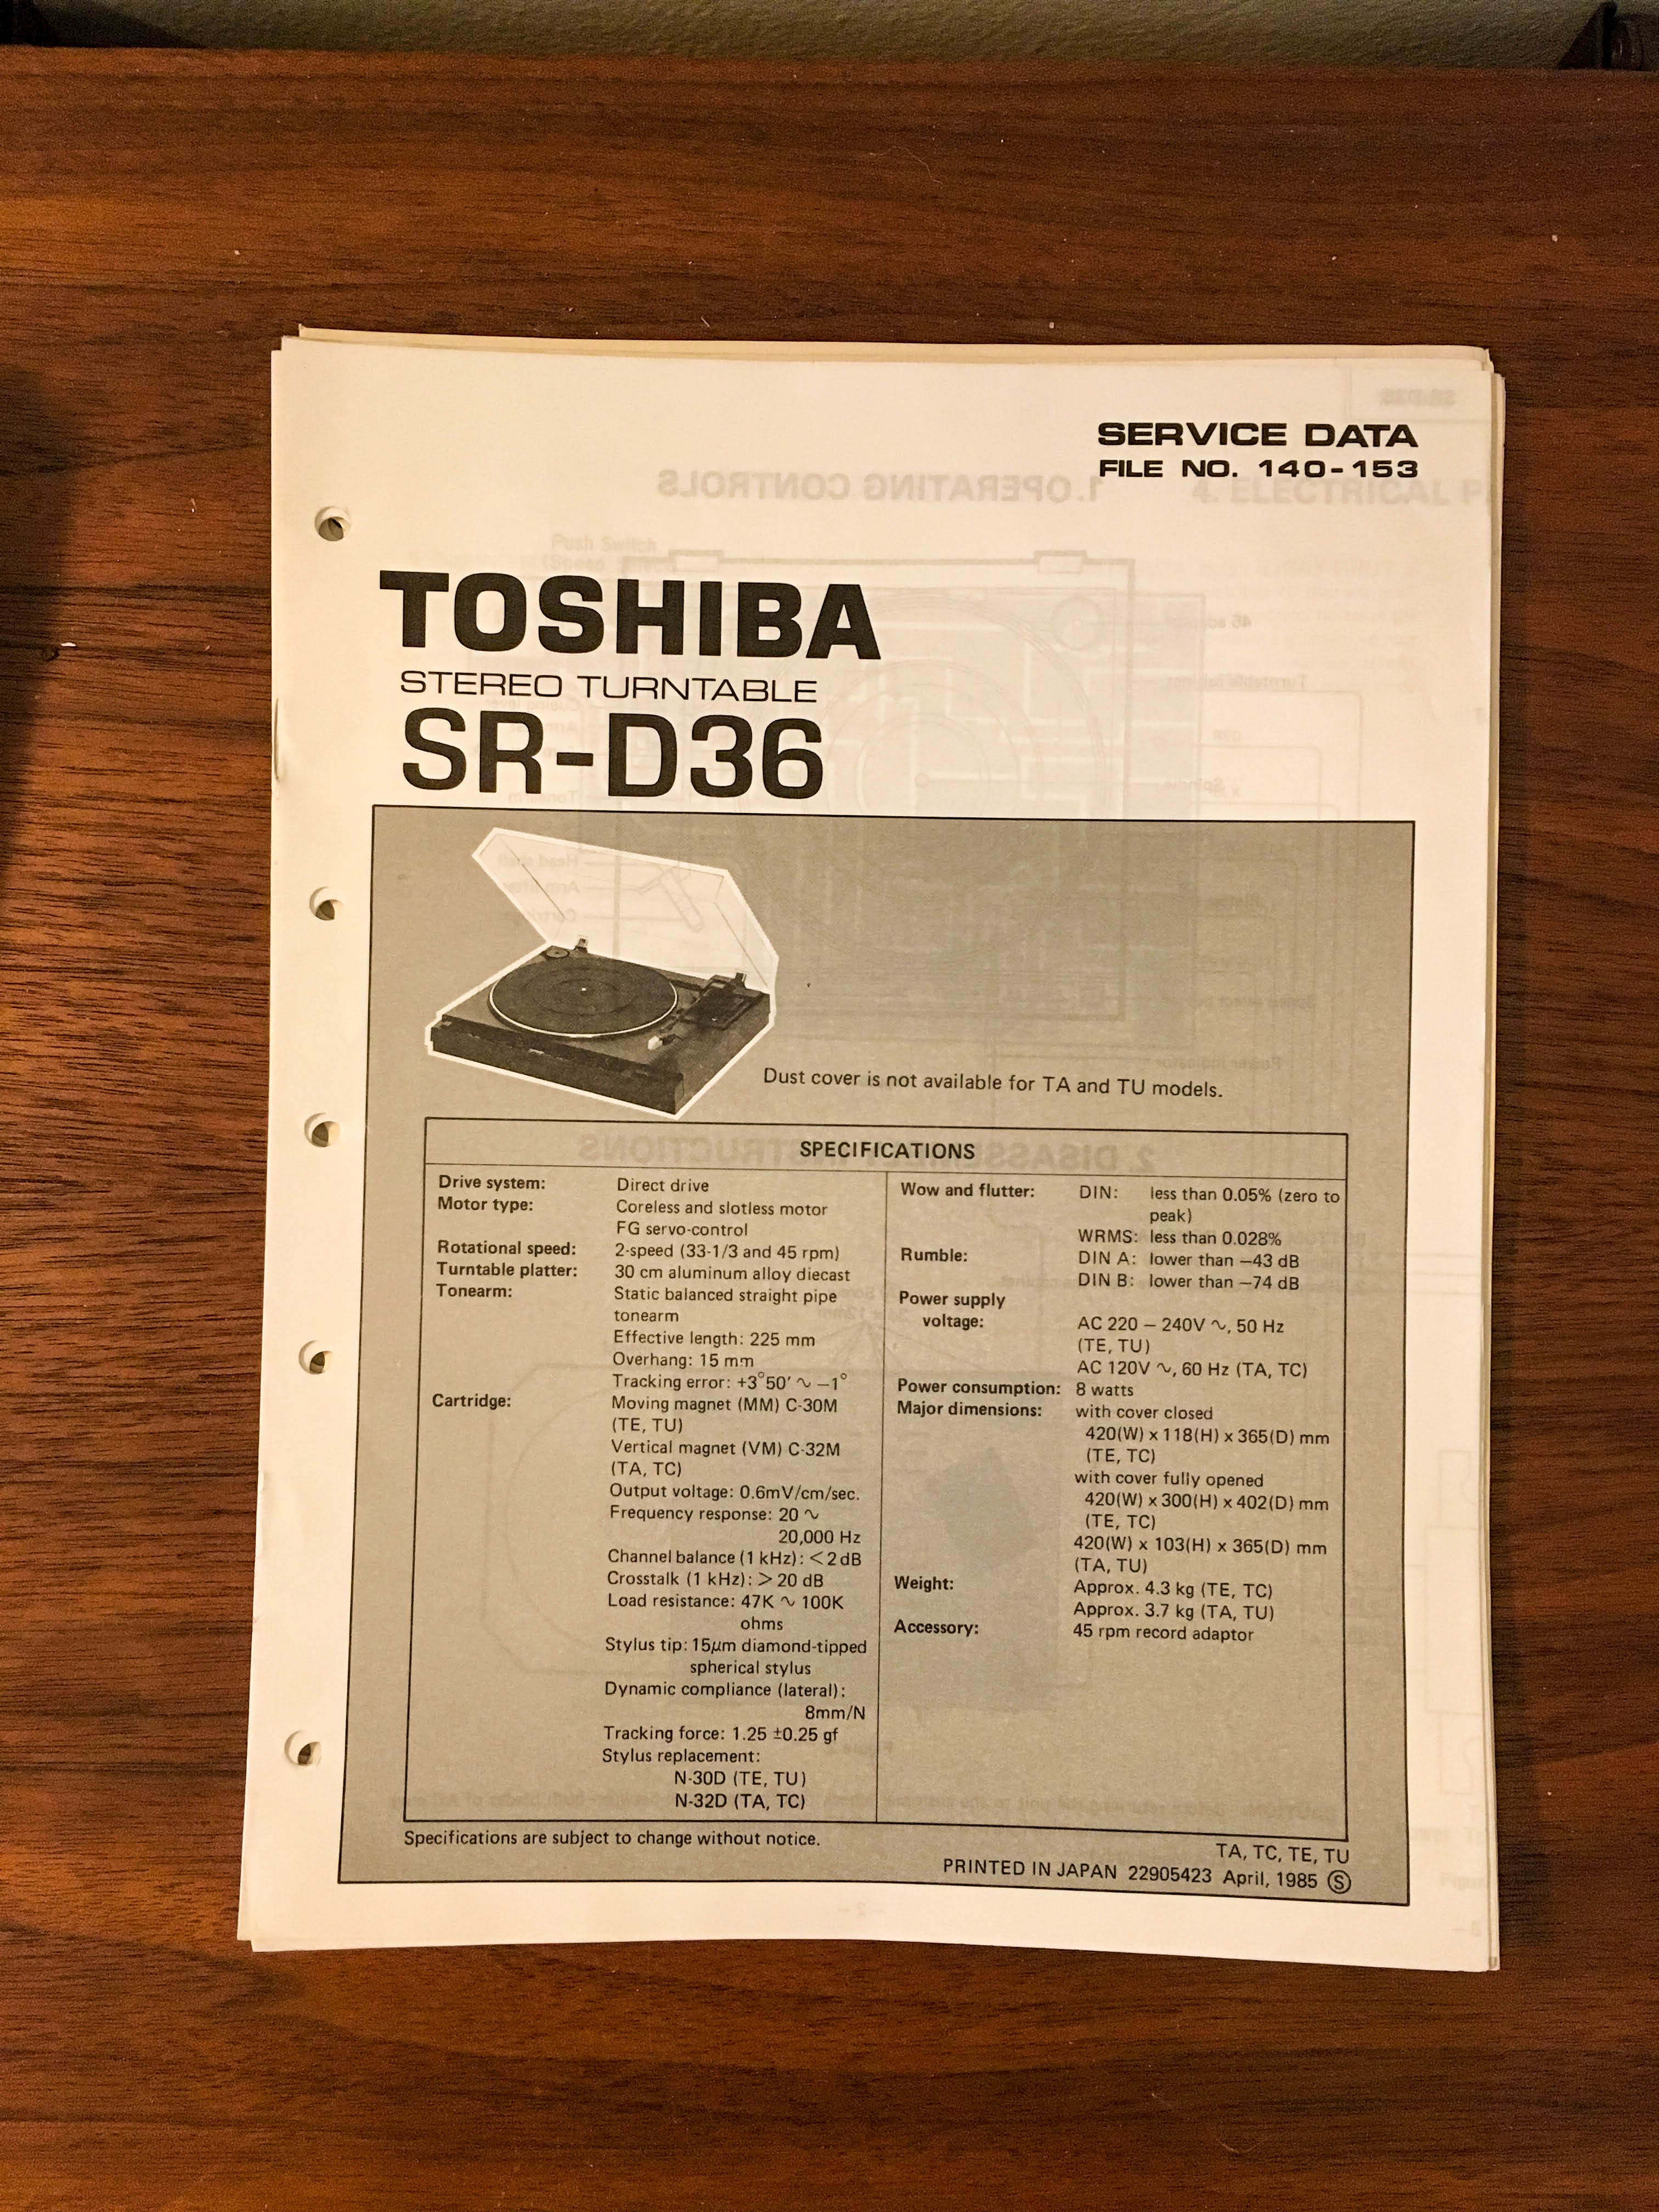 SERVICE DATA
FILE NO. 140-153
1. OPERATING CONTROLS
4. ELECTRICAL P
Push Switch
TOSHIBA
STEREO TURNTABLE
SR-D36
Dust cover is not available for TA and TU models.
2. DISASSEMBLY INSTRUCTIONS
SPECIFICATIONS
Drive system: Direct drive
Motor type: Coreless and slotless motor
FG servo-control
Rotational speed: 2-speed (33-1/3 and 45 rpm)
Turntable platter: 30 cm aluminum alloy diecast
Tonearm: Static balanced straight pipe
tonearm
Effective length: 225 mm
Overhang: 15 mm
Tracking error: +3°50′ ∿ −1°
Cartridge: Moving magnet (MM) C-30M
(TE, TU)
Vertical magnet (VM) C-32M
(TA, TC)
Output voltage: 0.6mV/cm/sec.
Frequency response: 20 ∿
20,000 Hz
Channel balance (1 kHz): < 2 dB
Crosstalk (1 kHz): > 20 dB
Load resistance: 47K ∿ 100K
ohms
Stylus tip: 15μm diamond-tipped
spherical stylus
Dynamic compliance (lateral):
8mm/N
Tracking force: 1.25 ±0.25 gf
Stylus replacement:
N-30D (TE, TU)
N-32D (TA, TC)
Wow and flutter: DIN: less than 0.05% (zero to
peak)
WRMS: less than 0.028%
Rumble: DIN A: lower than −43 dB
DIN B: lower than −74 dB
Power supply
voltage: AC 220 – 240V ∿, 50 Hz
(TE, TU)
AC 120V ∿, 60 Hz (TA, TC)
Power consumption: 8 watts
Major dimensions: with cover closed
420(W) x 118(H) x 365(D) mm
(TE, TC)
with cover fully opened
420(W) x 300(H) x 402(D) mm
(TE, TC)
420(W) x 103(H) x 365(D) mm
(TA, TU)
Weight: Approx. 4.3 kg (TE, TC)
Approx. 3.7 kg (TA, TU)
Accessory: 45 rpm record adaptor
Specifications are subject to change without notice.
TA, TC, TE, TU
PRINTED IN JAPAN 22905423 April, 1985 Ⓢ